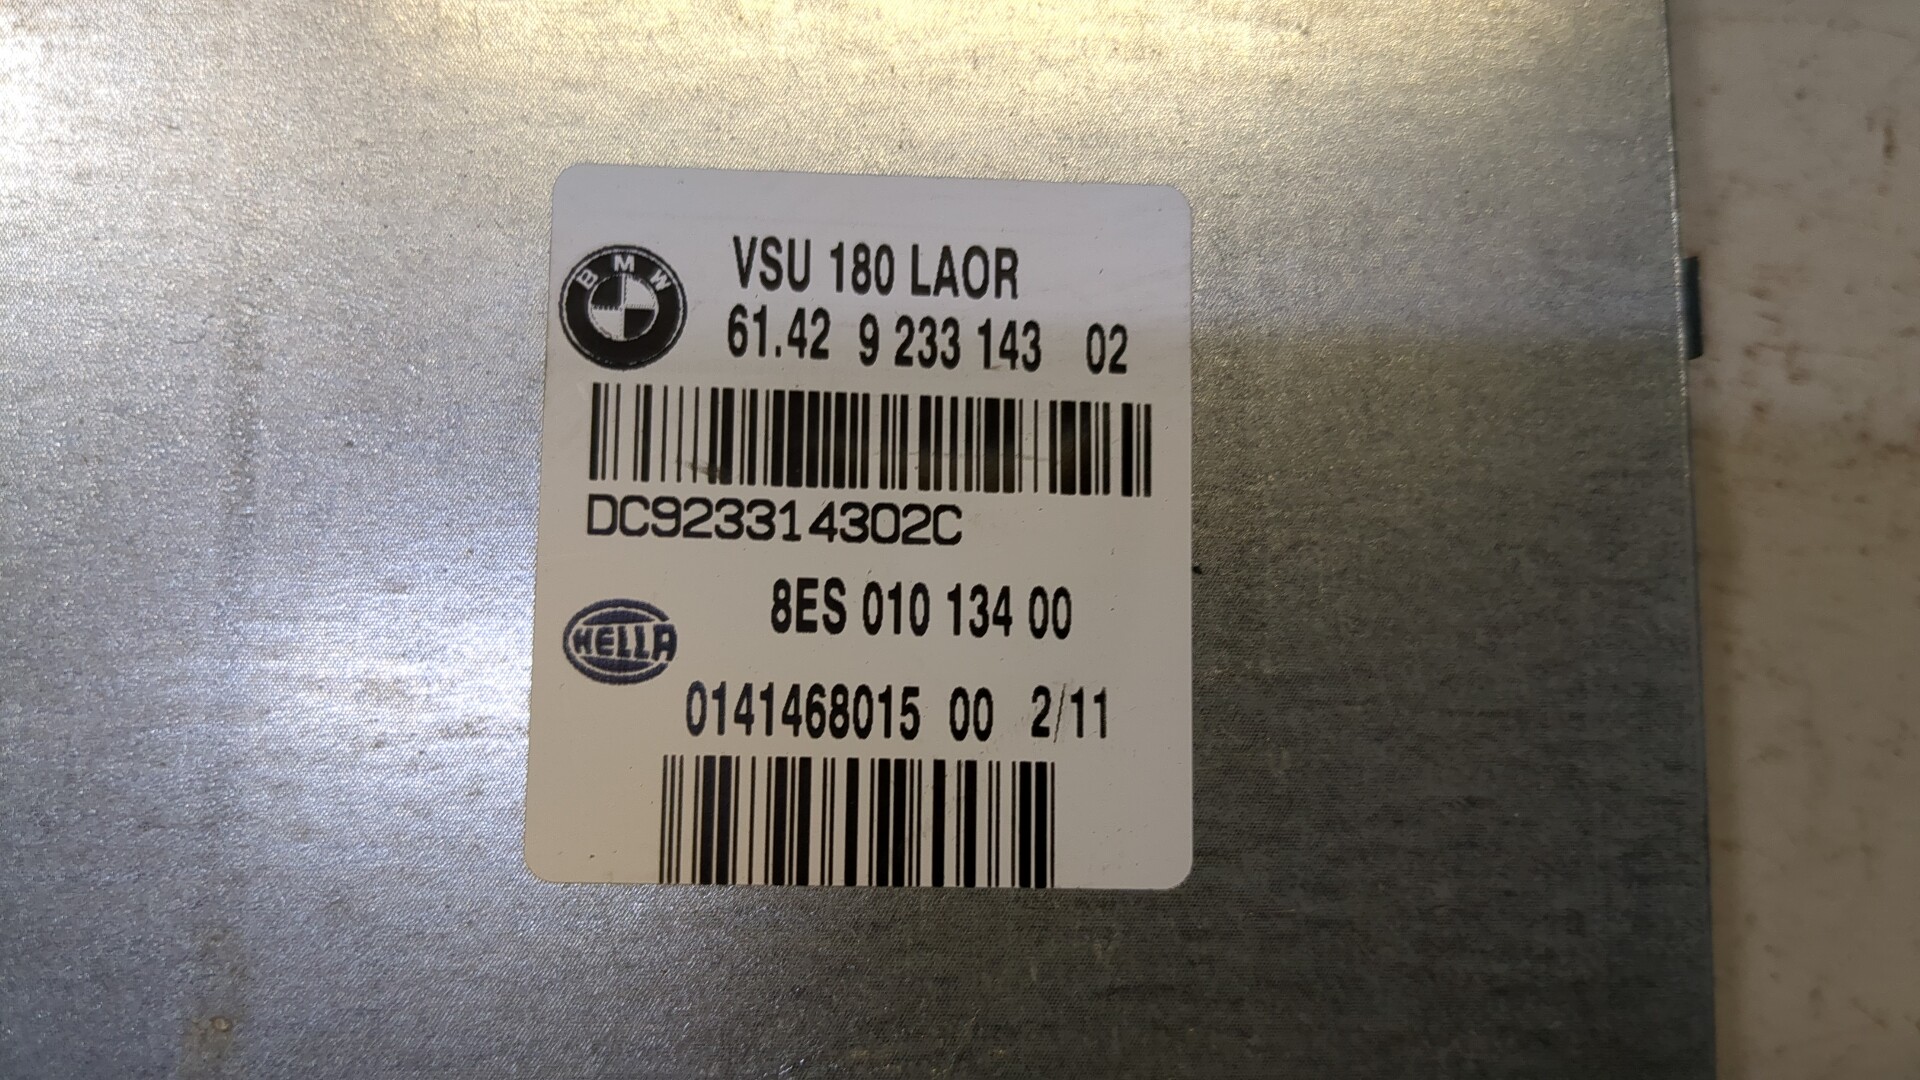 BMW
VSU 180 LAOR
61.42 9 233 143 02
DC923314302C
8ES 010 134 00
HELLA
0141468015 00 2/11